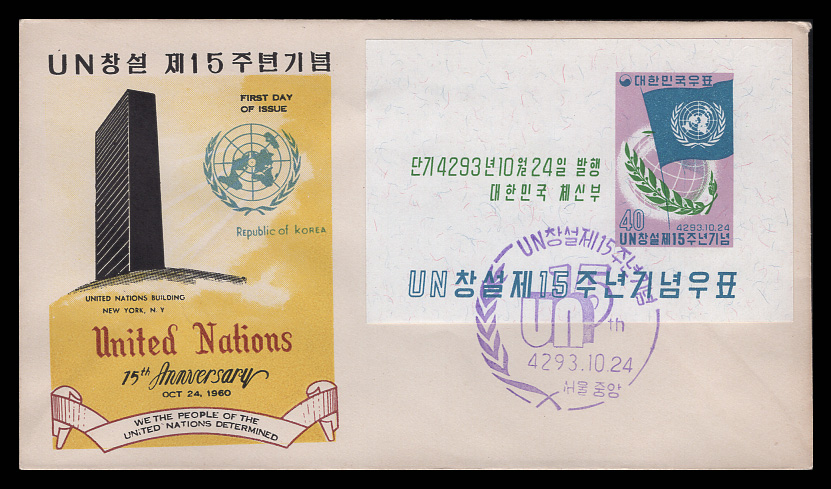 UN창설 제15주년기념
FIRST DAY
OF ISSUE
Republic of KOREA
UNITED NATIONS BUILDING
NEW YORK, N. Y
United Nations
15th Anniversary
OCT 24, 1960
WE THE PEOPLE OF THE
UNITED NATIONS DETERMINED
대한민국우표
단기4293년10월24일 발행
대한민국 체신부
40
4293.10.24
UN창설제15주년기념
UN창설제15주년기념우표
UN창설제15주년기념
15th
UN
4293.10.24
서울 중앙